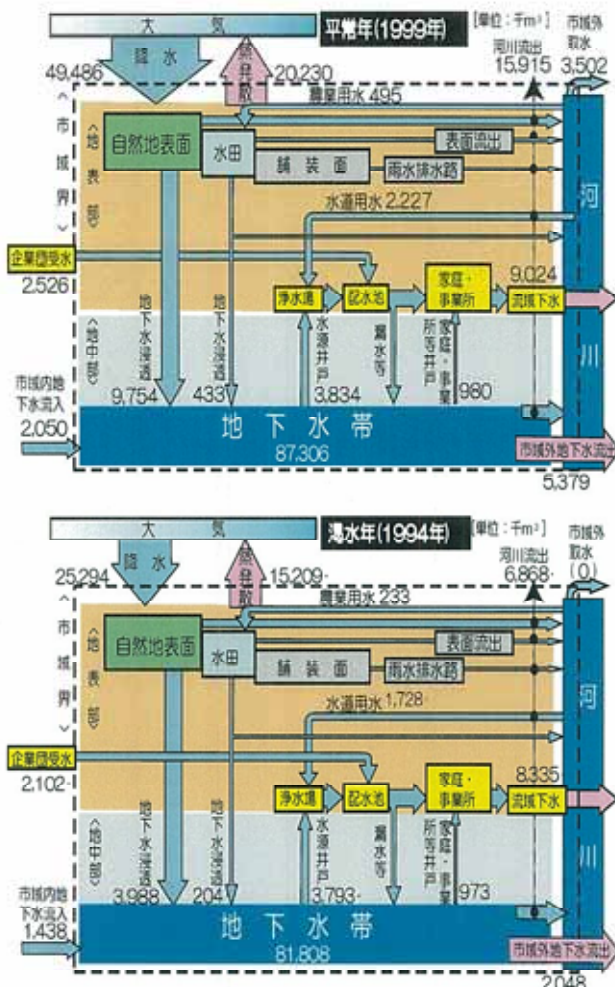 大気
平常年(1999年)
[単位：千m³]
河川流出
15,915
市域外取水
3,502
降水
49,486
蒸発散
20,230
農業用水 495
〈市域界〉
〈地表部〉
自然地表面
水田
表面流出
舗装面
雨水排水路
水道用水 2,227
河川
企業団受水
2,526
浄水場
配水池
家庭・事業所
9,024
流域下水
〈地中部〉
地下水浸透
9,754
地下水浸透
433
水源井戸
3,834
漏水等
家庭・事業所等井戸
980
市域内地下水流入
2,050
地下水帯
87,306
市域外地下水流出
5,379
大気
渇水年(1994年)
[単位：千m³]
河川流出
6,868
市域外取水
(0)
降水
25,294
蒸発散
15,209
農業用水 233
〈市域界〉
〈地表部〉
自然地表面
水田
表面流出
舗装面
雨水排水路
水道用水 1,728
河川
企業団受水
2,102
浄水場
配水池
家庭・事業所
8,335
流域下水
〈地中部〉
地下水浸透
3,988
地下水浸透
204
水源井戸
3,793
漏水等
家庭・事業所等井戸
973
市域内地下水流入
1,438
地下水帯
81,808
市域外地下水流出
2,048